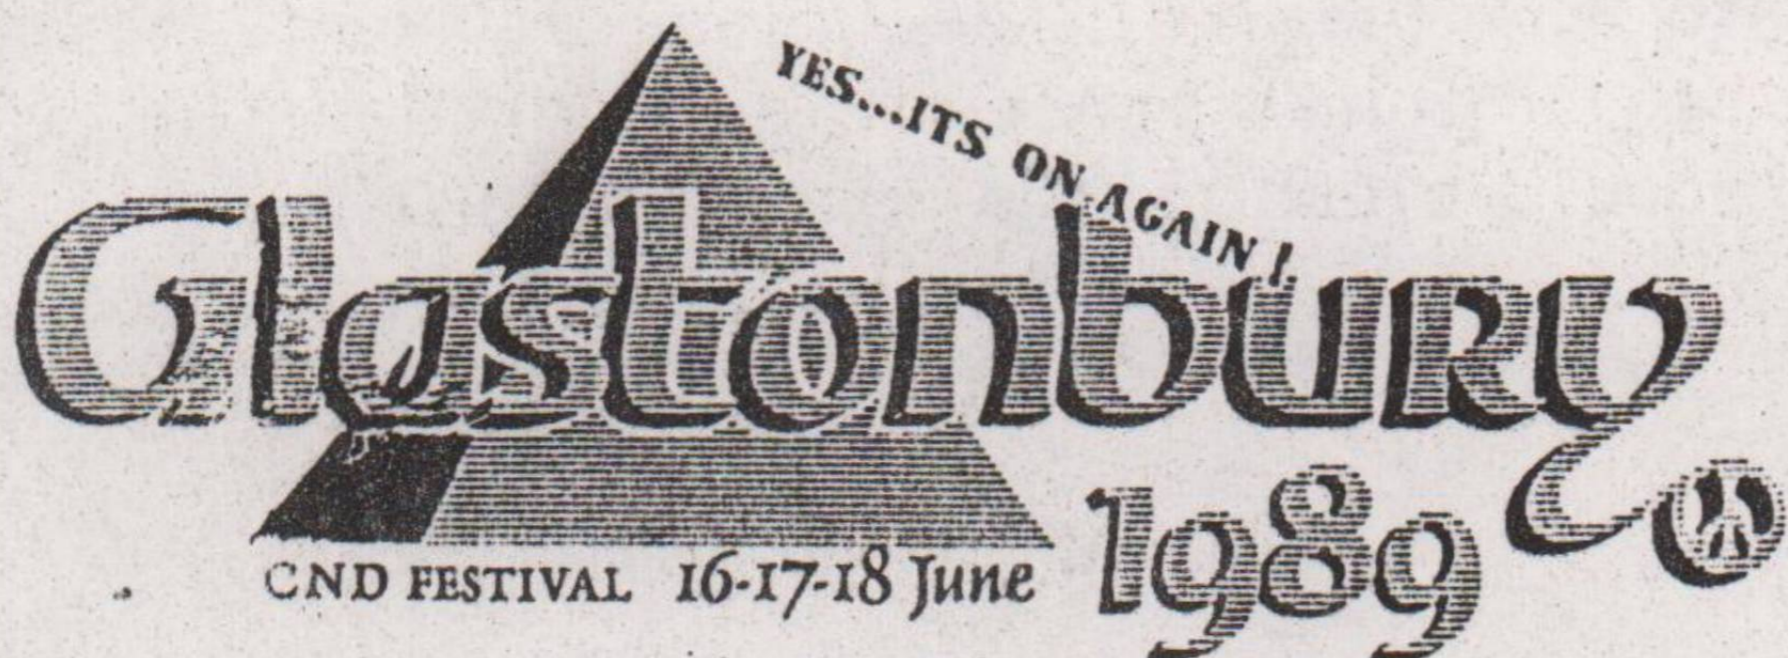 YES...ITS ON AGAIN!
Glastonbury
1989
CND FESTIVAL 16-17-18 June